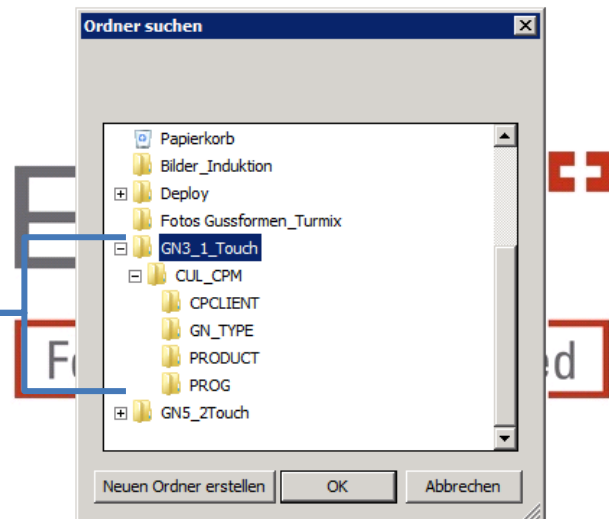 Ordner suchen
Papierkorb
Bilder_Induktion
Deploy
Fotos Gussformen_Turmix
GN3_1_Touch
CUL_CPM
CPCLIENT
GN_TYPE
PRODUCT
PROG
GN5_2Touch
Neuen Ordner erstellen
OK
Abbrechen